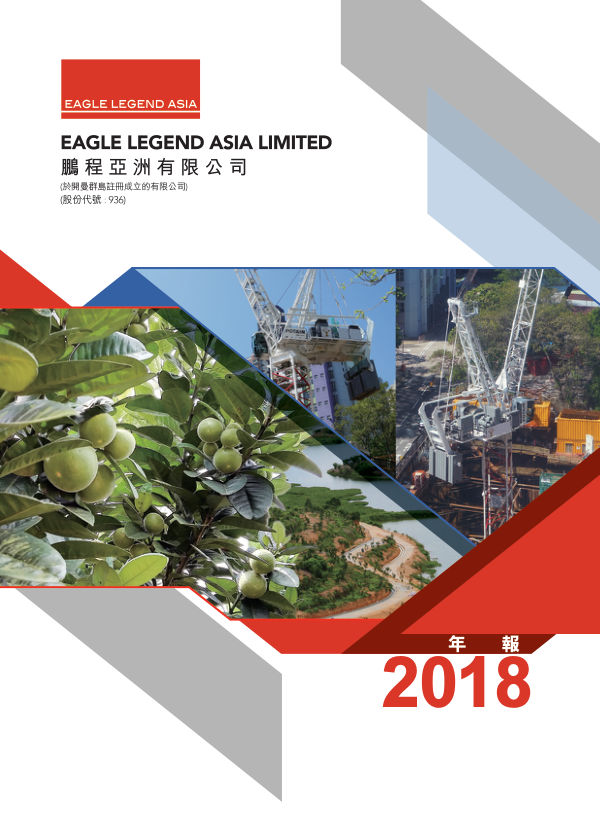 EAGLE LEGEND ASIA
EAGLE LEGEND ASIA LIMITED
鵬程亞洲有限公司
(於開曼群島註冊成立的有限公司)
(股份代號 : 936)
POTAIN
年 報
2018